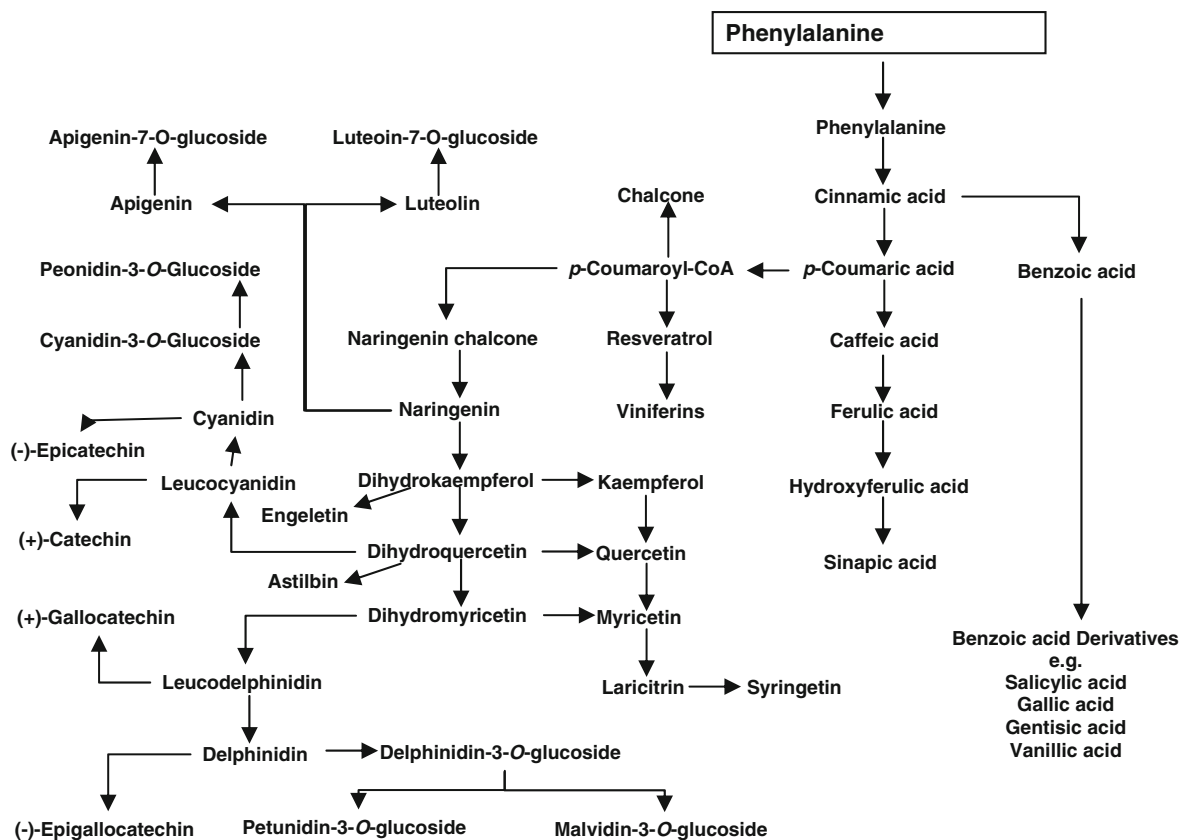 Phenylalanine
Phenylalanine
Apigenin-7-O-glucoside
Luteoin-7-O-glucoside
Apigenin
Luteolin
Chalcone
Cinnamic acid
Peonidin-3-O-Glucoside
p-Coumaroyl-CoA
p-Coumaric acid
Benzoic acid
Cyanidin-3-O-Glucoside
Naringenin chalcone
Resveratrol
Caffeic acid
Cyanidin
Naringenin
Viniferins
Ferulic acid
(-)-Epicatechin
Leucocyanidin
Dihydrokaempferol
Kaempferol
Hydroxyferulic acid
Engeletin
(+)-Catechin
Dihydroquercetin
Quercetin
Sinapic acid
Astilbin
(+)-Gallocatechin
Dihydromyricetin
Myricetin
Benzoic acid Derivatives
e.g.
Salicylic acid
Gallic acid
Gentisic acid
Vanillic acid
Leucodelphinidin
Laricitrin
Syringetin
Delphinidin
Delphinidin-3-O-glucoside
(-)-Epigallocatechin
Petunidin-3-O-glucoside
Malvidin-3-O-glucoside